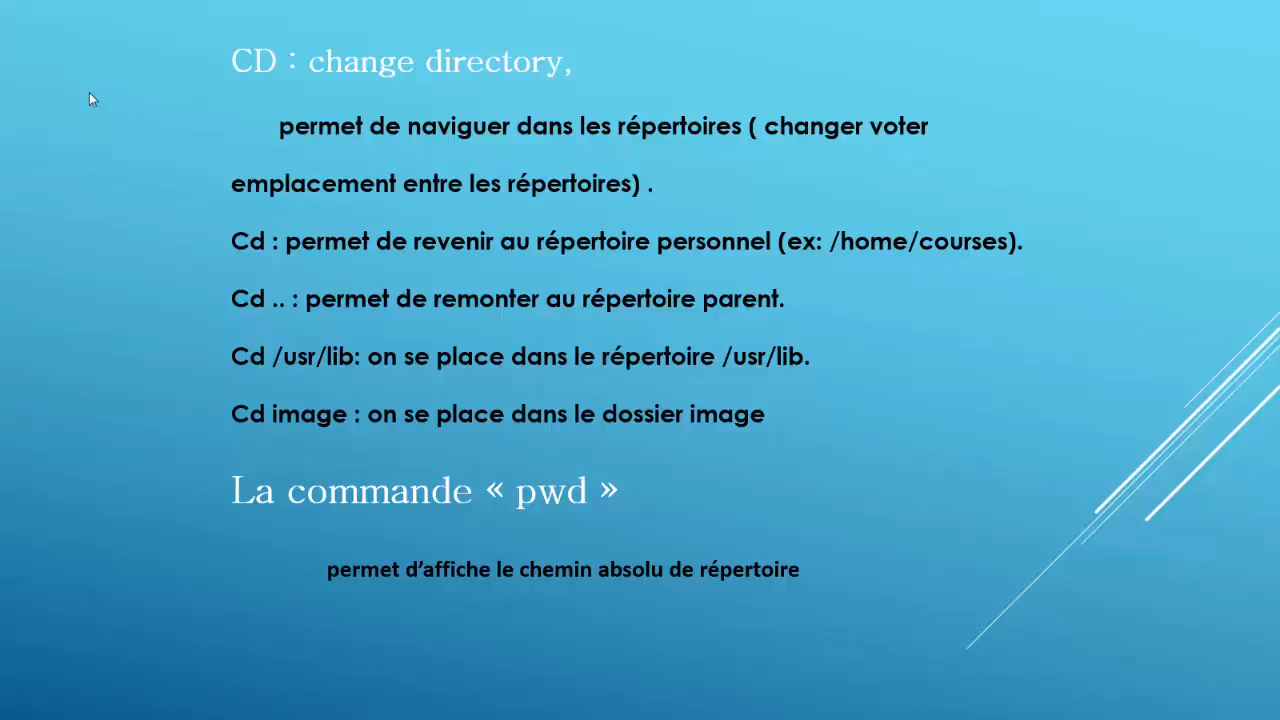 CD : change directory,
permet de naviguer dans les répertoires ( changer voter
emplacement entre les répertoires) .
Cd : permet de revenir au répertoire personnel (ex: /home/courses).
Cd .. : permet de remonter au répertoire parent.
Cd /usr/lib: on se place dans le répertoire /usr/lib.
Cd image : on se place dans le dossier image
La commande « pwd »
permet d’affiche le chemin absolu de répertoire